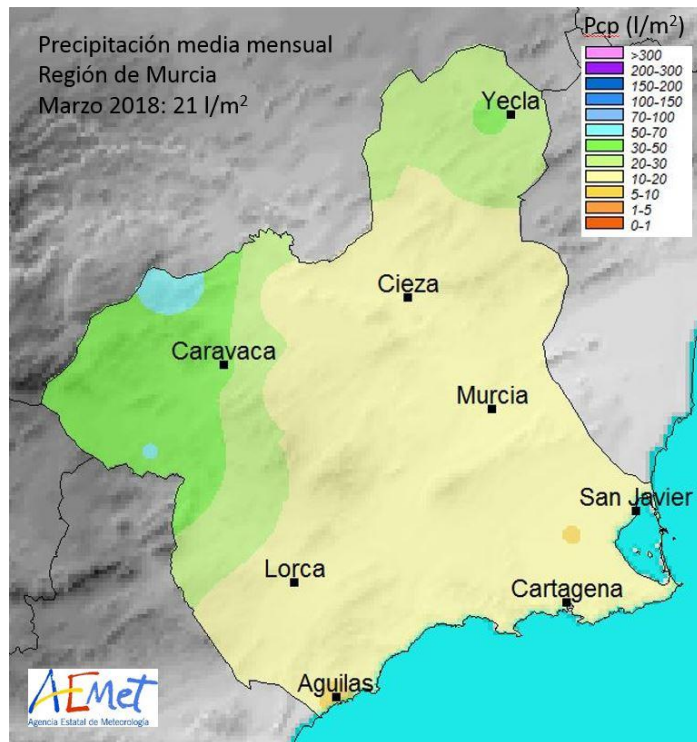 Precipitación media mensual
Región de Murcia
Marzo 2018: 21 l/m²
Pcp (l/m²)
>300
200-300
150-200
100-150
70-100
50-70
30-50
20-30
10-20
5-10
1-5
0-1
Yecla
Cieza
Caravaca
Murcia
San Javier
Lorca
Cartagena
Aguilas
AEMet
Agencia Estatal de Meteorología